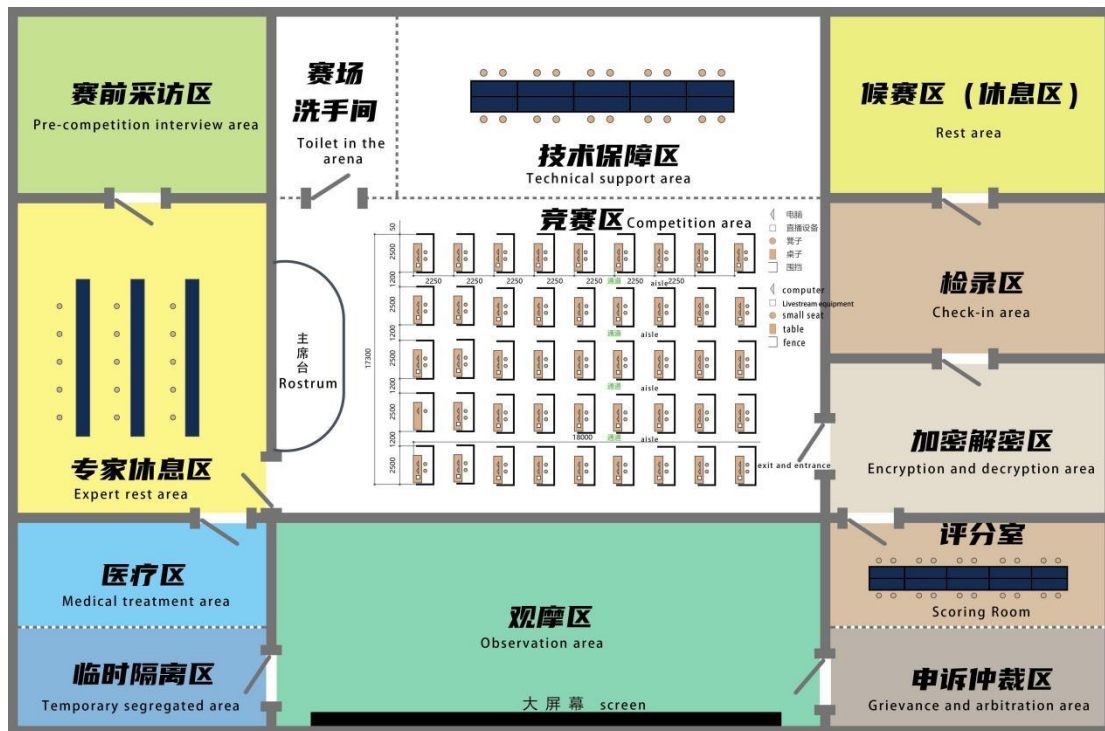 赛前采访区
Pre-competition interview area
赛场
洗手间
Toilet in the
arena
技术保障区
Technical support area
候赛区（休息区）
Rest area
竞赛区 Competition area
电脑
直播设备
凳子
桌子
围挡
computer
Livestream equipment
small seat
table
fence
50
2500
1200
2500
1200
2500
1200
2500
1200
2500
17300
2250 2250 2250 2250 2250 2250 2250
通道 aisle
通道 aisle
通道 aisle
18000 通道 aisle
exit and entrance
主席台
Rostrum
检录区
Check-in area
加密解密区
Encryption and decryption area
专家休息区
Expert rest area
医疗区
Medical treatment area
临时隔离区
Temporary segregated area
观摩区
Observation area
大屏幕 screen
评分室
Scoring Room
申诉仲裁区
Grievance and arbitration area